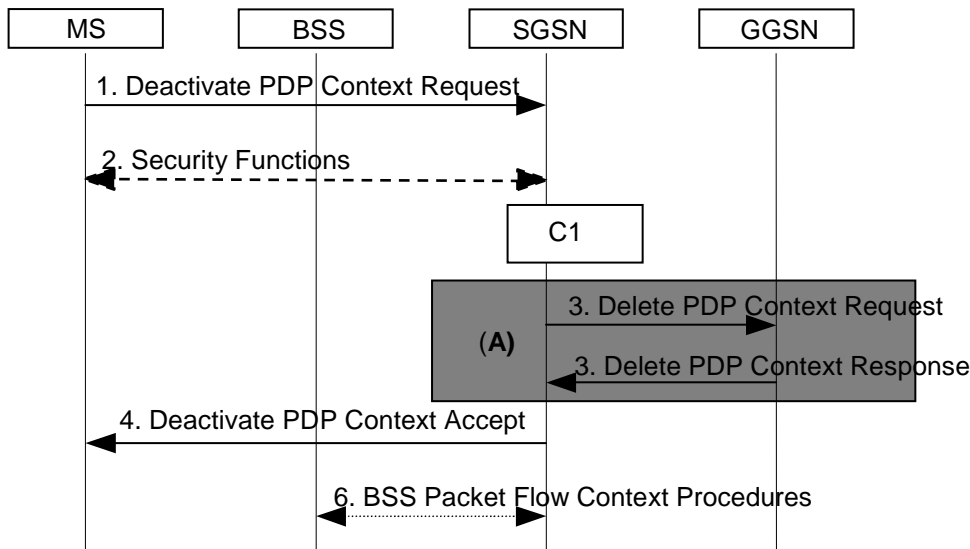 MS
BSS
SGSN
GGSN
1. Deactivate PDP Context Request
2. Security Functions
C1
3. Delete PDP Context Request
(A)
3. Delete PDP Context Response
4. Deactivate PDP Context Accept
6. BSS Packet Flow Context Procedures